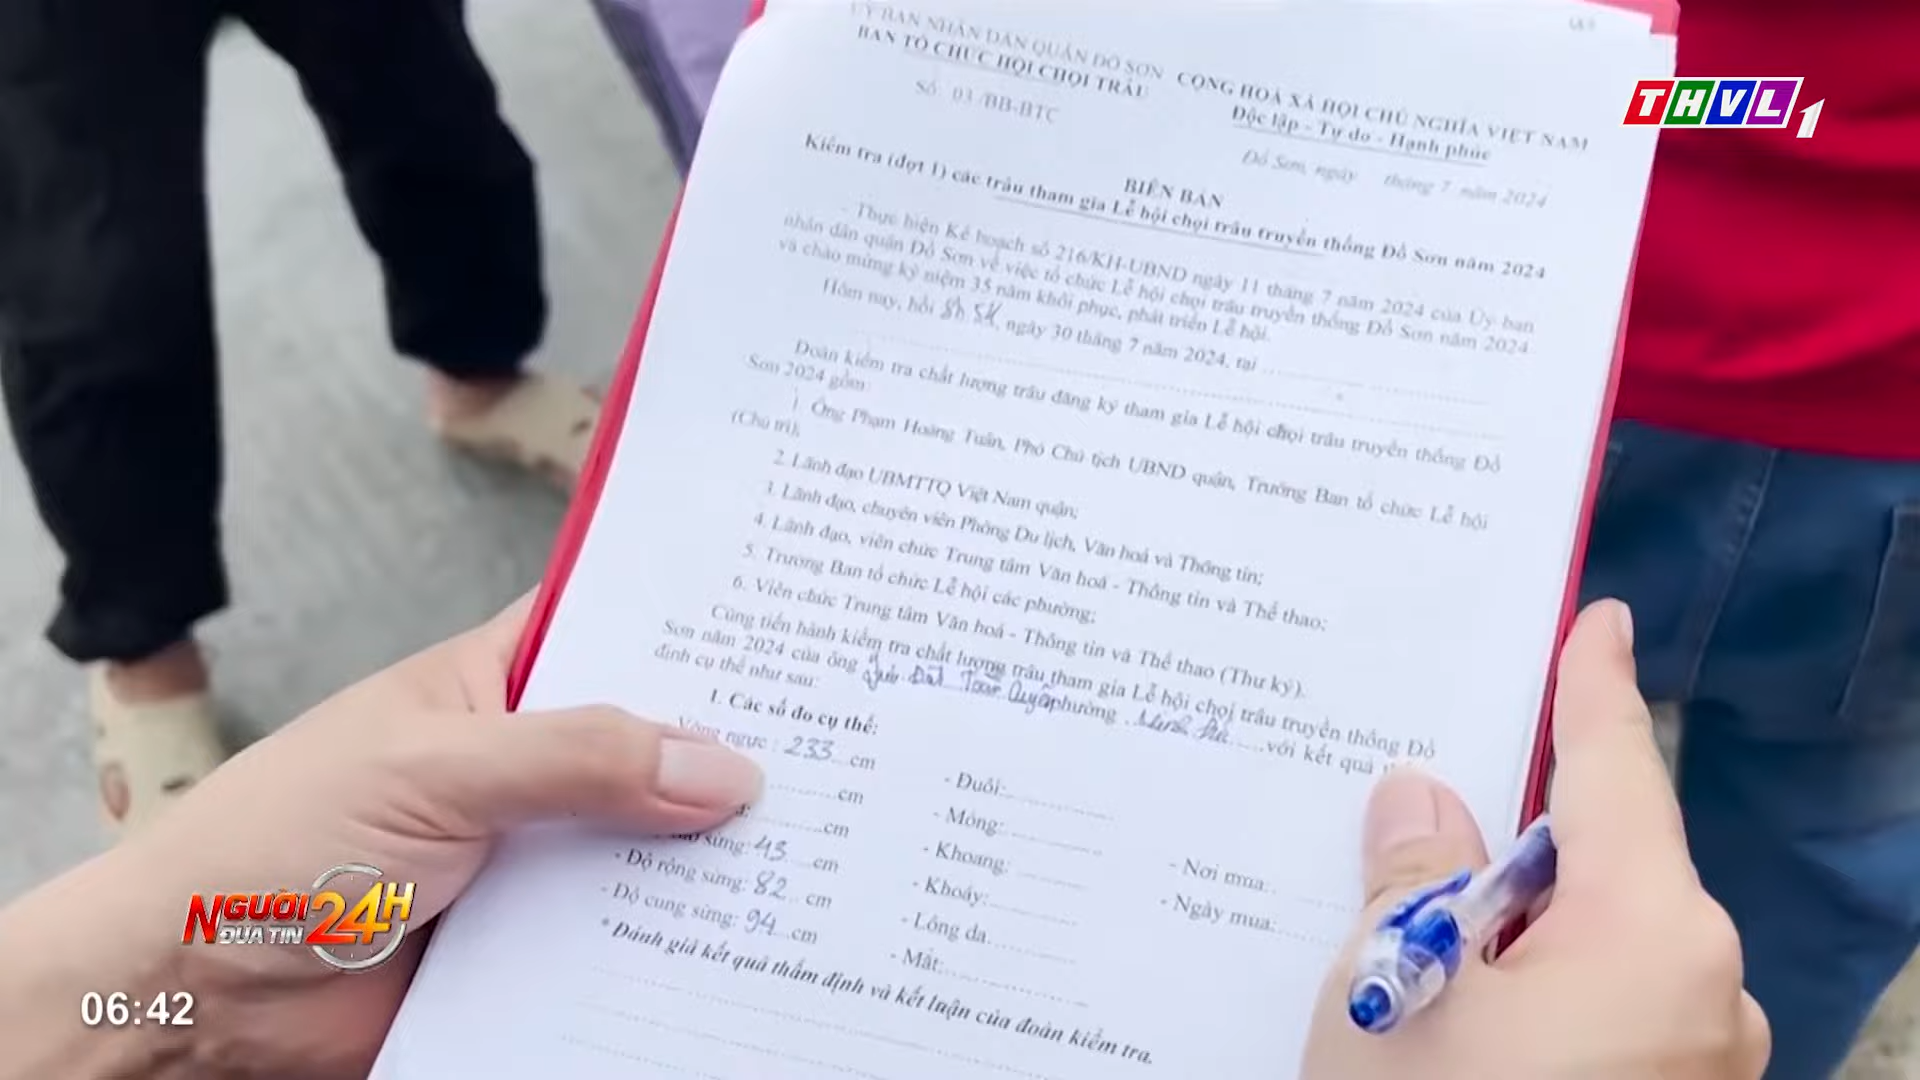 ỦY BAN NHÂN DÂN QUẬN ĐỒ SƠN
BAN TỔ CHỨC HỘI CHỌI TRÂU
Số: 03 /BB-BTC
CỘNG HOÀ XÃ HỘI CHỦ NGHĨA VIỆT NAM
Độc lập - Tự do - Hạnh phúc
Đồ Sơn, ngày tháng 7 năm 2024
THVL1
BIÊN BẢN
Kiểm tra (đợt 1) các trâu tham gia Lễ hội chọi trâu truyền thống Đồ Sơn năm 2024
- Thực hiện Kế hoạch số 216/KH-UBND ngày 11 tháng 7 năm 2024 của Ủy ban
nhân dân quận Đồ Sơn về việc tổ chức Lễ hội chọi trâu truyền thống Đồ Sơn năm 2024
và chào mừng kỷ niệm 35 năm khôi phục, phát triển Lễ hội.
Hôm nay, hồi 8h 54, ngày 30 tháng 7 năm 2024, tại
Đoàn kiểm tra chất lượng trâu đăng ký tham gia Lễ hội chọi trâu truyền thống Đồ
Sơn 2024 gồm:
1. Ông Phạm Hoàng Tuấn, Phó Chủ tịch UBND quận, Trưởng Ban tổ chức Lễ hội
(Chủ trì);
2. Lãnh đạo UBMTTQ Việt Nam quận;
3. Lãnh đạo, chuyên viên Phòng Du lịch, Văn hoá và Thông tin;
4. Lãnh đạo, viên chức Trung tâm Văn hoá - Thông tin và Thể thao;
5. Trưởng Ban tổ chức Lễ hội các phường;
6. Viên chức Trung tâm Văn hoá - Thông tin và Thể thao (Thư ký).
Cùng tiến hành kiểm tra chất lượng trâu tham gia Lễ hội chọi trâu truyền thống Đồ
Sơn năm 2024 của ông phường với kết quả
định cụ thể như sau:
1. Các số đo cụ thể:
Vòng ngực : 233 cm
cm
cm
sừng: 43 cm
- Độ rộng sừng: 82 cm
- Độ cung sừng: 94 cm
- Đuôi:
- Móng:
- Khoang:
- Khoáy:
- Lông da
- Mắt:
- Nơi mua:
- Ngày mua:
* Đánh giá kết quả thẩm định và kết luận của đoàn kiểm tra.
NGƯỜI ĐƯA TIN 24H
06:42